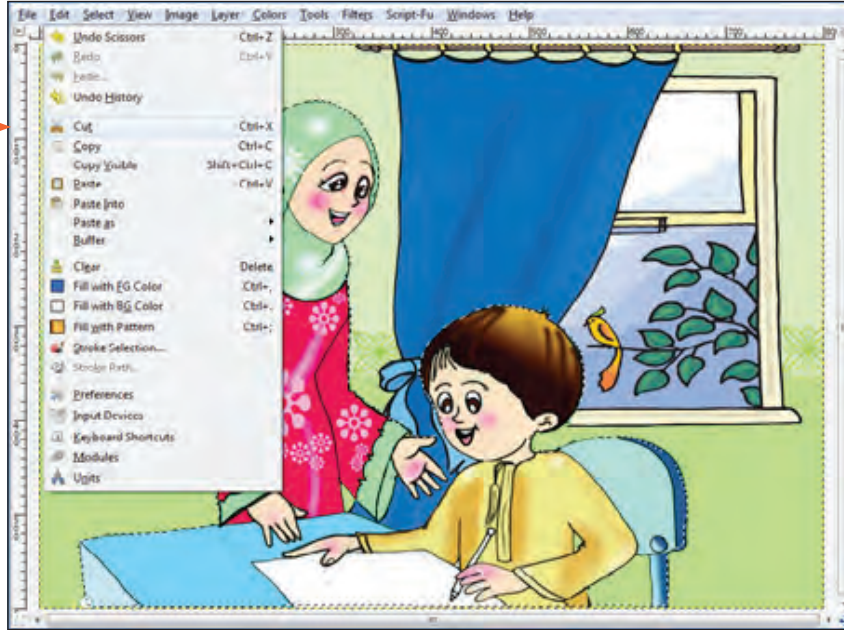 File Edit Select View Image Layer Colors Tools Filters Script-Fu Windows Help
Undo Scissors Ctrl+Z
Redo Ctrl+Y
Fade...
Undo History
Cut Ctrl+X
Copy Ctrl+C
Copy Visible Shift+Ctrl+C
Paste Ctrl+V
Paste Into
Paste as
Buffer
Clear Delete
Fill with FG Color Ctrl+,
Fill with BG Color Ctrl+.
Fill with Pattern Ctrl+;
Stroke Selection...
Stroke Path...
Preferences
Input Devices
Keyboard Shortcuts
Modules
Units